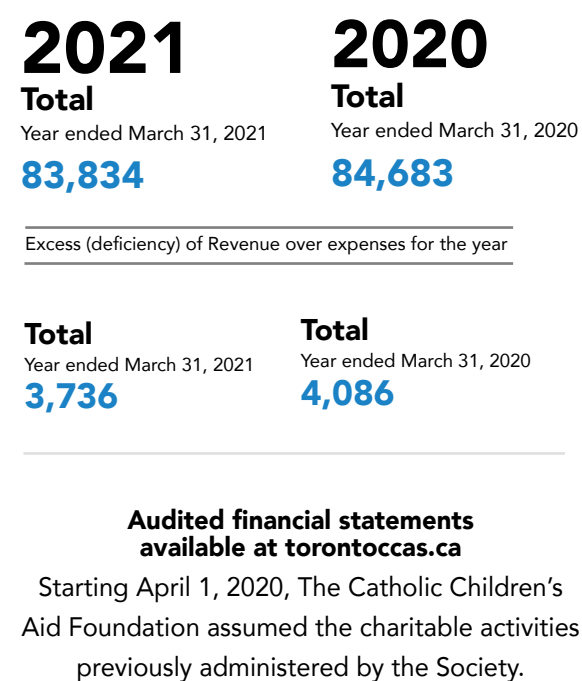 2021
Total
Year ended March 31, 2021
83,834
2020
Total
Year ended March 31, 2020
84,683
Excess (deficiency) of Revenue over expenses for the year
Total
Year ended March 31, 2021
3,736
Total
Year ended March 31, 2020
4,086
Audited financial statements
available at torontoccas.ca
Starting April 1, 2020, The Catholic Children’s
Aid Foundation assumed the charitable activities
previously administered by the Society.